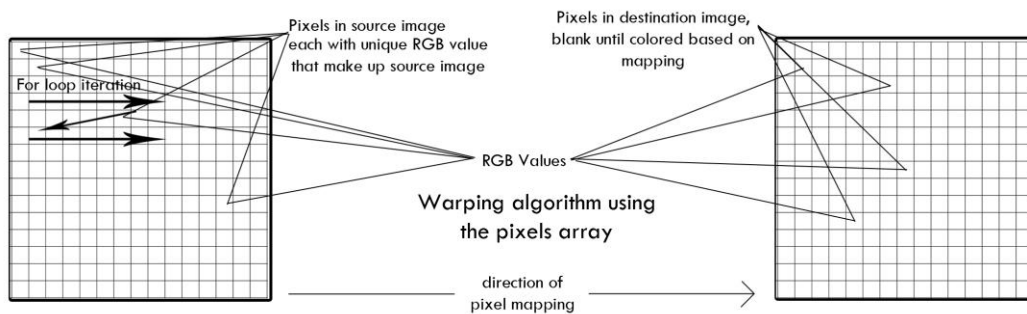 Pixels in source image
each with unique RGB value
that make up source image
For loop iteration
Pixels in destination image,
blank until colored based on
mapping
RGB Values
Warping algorithm using
the pixels array
direction of
pixel mapping